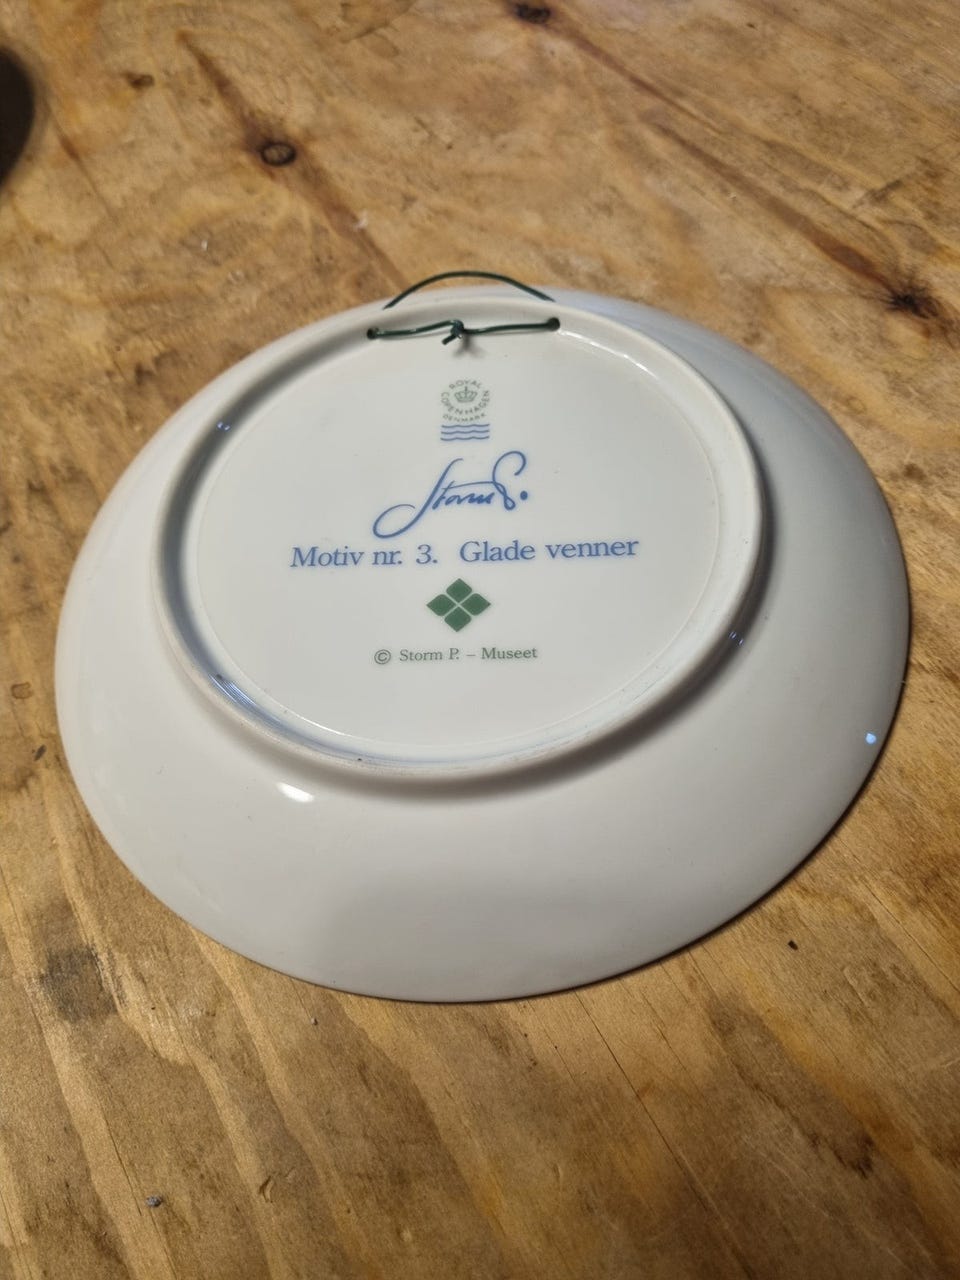 ROYAL
COPENHAGEN
DENMARK
Storm P.
Motiv nr. 3. Glade venner
© Storm P. – Museet